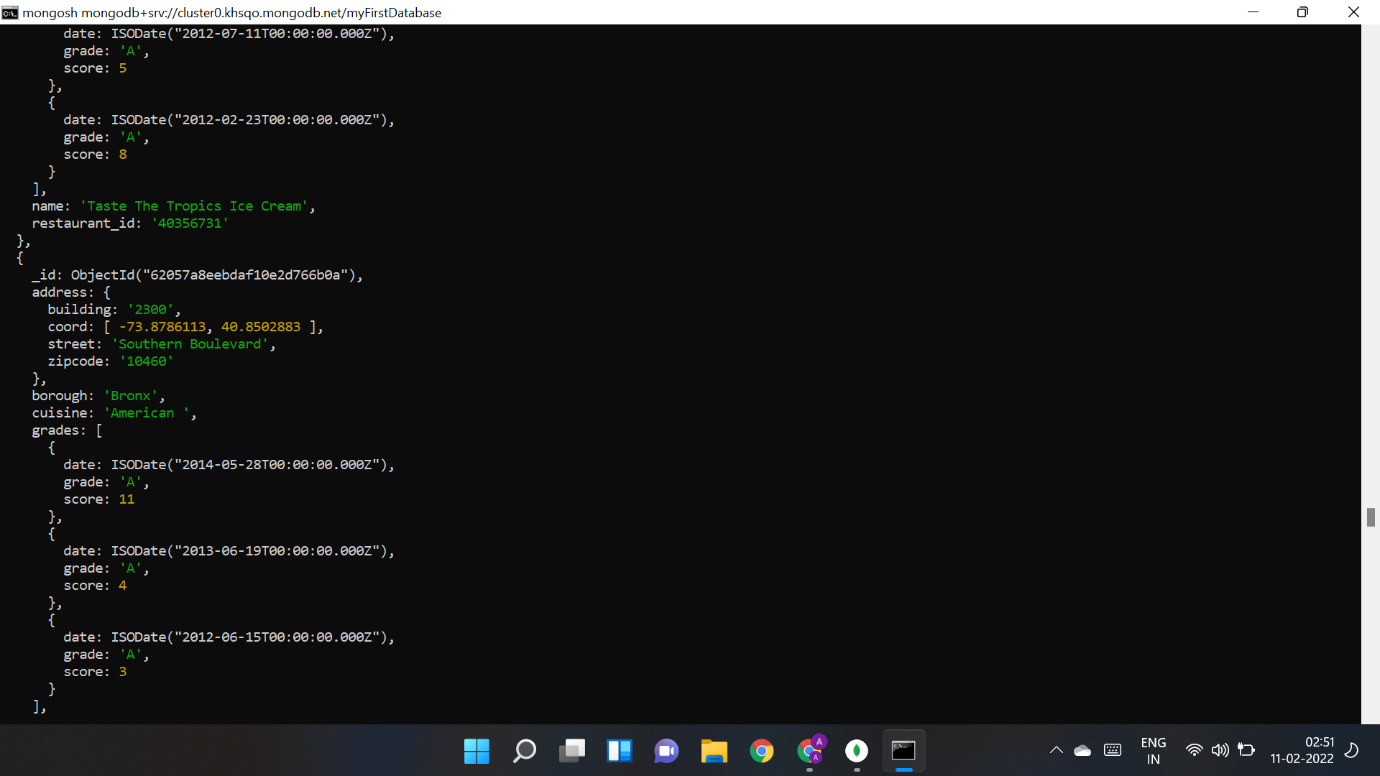 mongosh mongodb+srv://cluster0.khsqo.mongodb.net/myFirstDatabase
date: ISODate("2012-07-11T00:00:00.000Z"),
grade: 'A',
score: 5
},
{
date: ISODate("2012-02-23T00:00:00.000Z"),
grade: 'A',
score: 8
}
],
name: 'Taste The Tropics Ice Cream',
restaurant_id: '40356731'
},
{
_id: ObjectId("62057a8eebdaf10e2d766b0a"),
address: {
building: '2300',
coord: [ -73.8786113, 40.8502883 ],
street: 'Southern Boulevard',
zipcode: '10460'
},
borough: 'Bronx',
cuisine: 'American ',
grades: [
{
date: ISODate("2014-05-28T00:00:00.000Z"),
grade: 'A',
score: 11
},
{
date: ISODate("2013-06-19T00:00:00.000Z"),
grade: 'A',
score: 4
},
{
date: ISODate("2012-06-15T00:00:00.000Z"),
grade: 'A',
score: 3
}
],
A
A
ENG
IN
02:51
11-02-2022